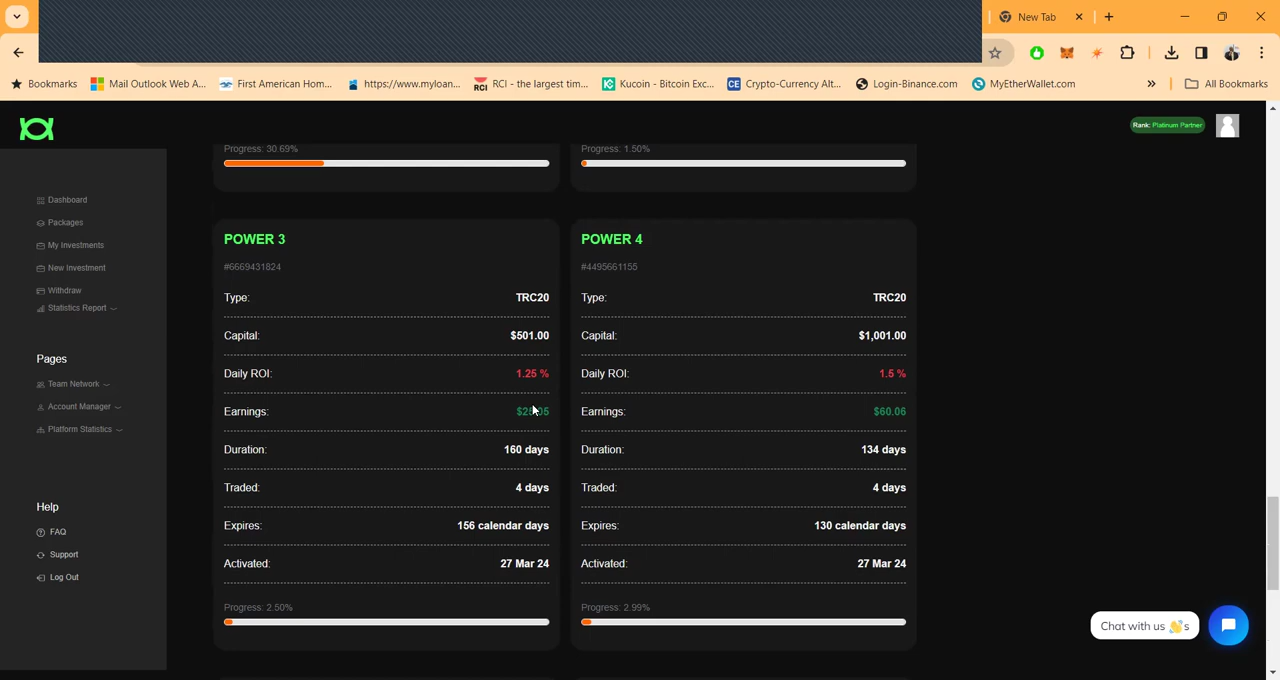 New Tab
Bookmarks
Mail Outlook Web A...
First American Hom...
https://www.myloan...
RCI - the largest tim...
Kucoin - Bitcoin Exc...
Crypto-Currency Alt...
Login-Binance.com
MyEtherWallet.com
»
All Bookmarks
Rank: Platinum Partner
Dashboard
Packages
My Investments
New Investment
Withdraw
Statistics Report
Pages
Team Network
Account Manager
Platform Statistics
Help
FAQ
Support
Log Out
Progress: 30.69%
Progress: 1.50%
POWER 3
#6669431824
Type: TRC20
Capital: $501.00
Daily ROI: 1.25 %
Earnings:
Duration: 160 days
Traded: 4 days
Expires: 156 calendar days
Activated: 27 Mar 24
Progress: 2.50%
POWER 4
#4495661155
Type: TRC20
Capital: $1,001.00
Daily ROI: 1.5 %
Earnings: $60.06
Duration: 134 days
Traded: 4 days
Expires: 130 calendar days
Activated: 27 Mar 24
Progress: 2.99%
Chat with us 👋's